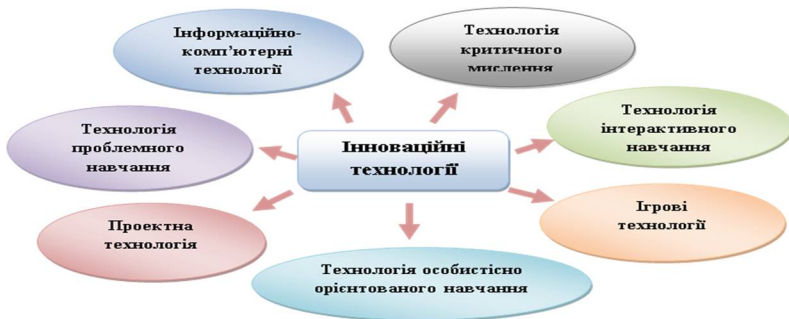 Інформаційно-
комп’ютерні
технології
Технологія
критичного
мислення
Технологія
проблемного
навчання
Інноваційні
технології
Технологія
інтерактивного
навчання
Проектна
технологія
Ігрові
технології
Технологія особистісно
орієнтованого навчання